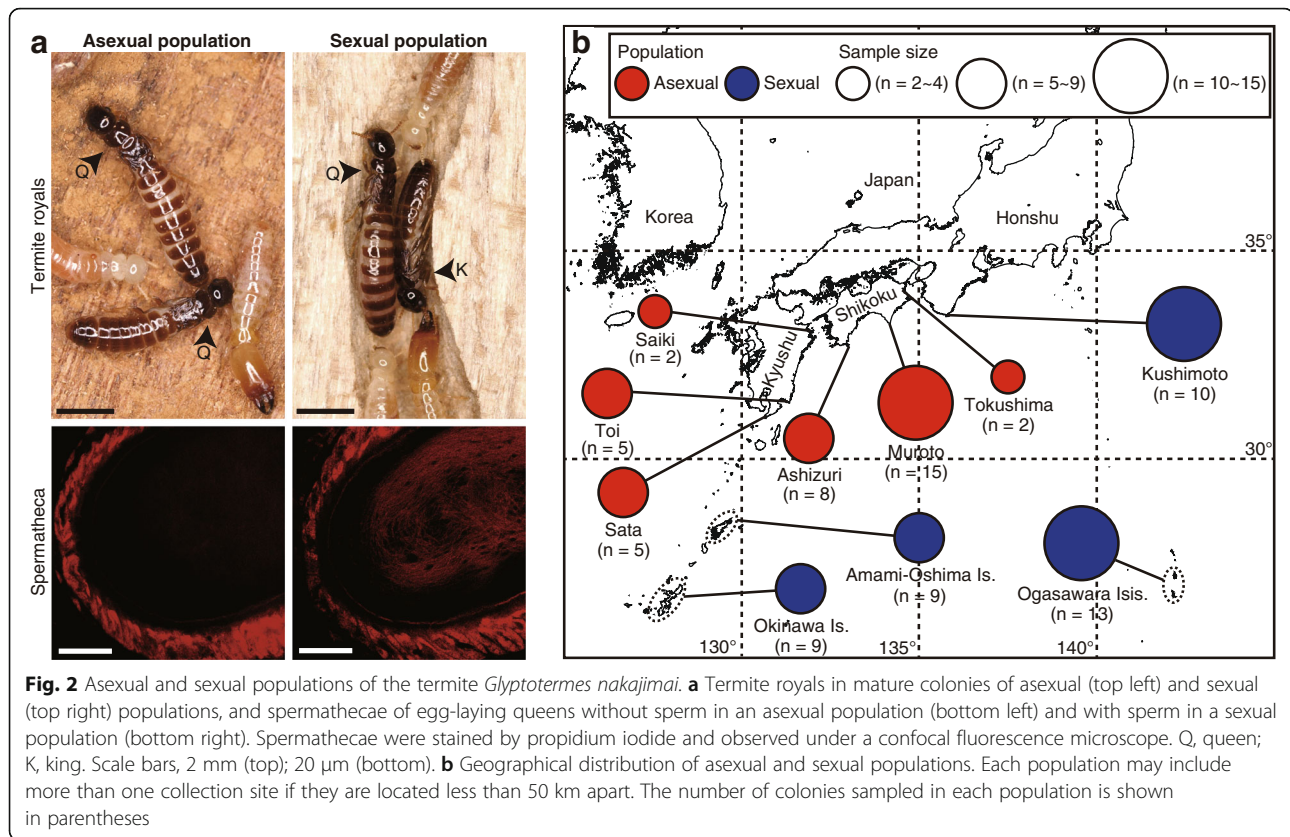 a
Asexual population
Sexual population
Termite royals
Q
Q
Q
K
Spermatheca
b
Population
Sample size
Asexual
Sexual
(n = 2~4)
(n = 5~9)
(n = 10~15)
Japan
Korea
Honshu
35°
Shikoku
Kyushu
Saiki
(n = 2)
Kushimoto
(n = 10)
Tokushima
(n = 2)
Toi
(n = 5)
Muroto
(n = 15)
Ashizuri
(n = 8)
30°
Sata
(n = 5)
Amami-Oshima Is.
(n = 9)
Ogasawara Isis.
(n = 13)
Okinawa Is.
(n = 9)
130°
135°
140°
Fig. 2 Asexual and sexual populations of the termite Glyptotermes nakajimai. a Termite royals in mature colonies of asexual (top left) and sexual
(top right) populations, and spermathecae of egg-laying queens without sperm in an asexual population (bottom left) and with sperm in a sexual
population (bottom right). Spermathecae were stained by propidium iodide and observed under a confocal fluorescence microscope. Q, queen;
K, king. Scale bars, 2 mm (top); 20 μm (bottom). b Geographical distribution of asexual and sexual populations. Each population may include
more than one collection site if they are located less than 50 km apart. The number of colonies sampled in each population is shown
in parentheses